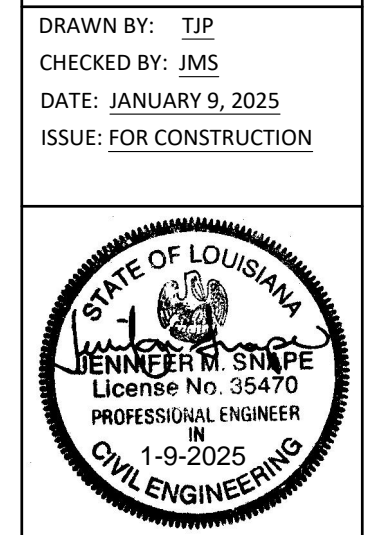 DRAWN BY: TJP
CHECKED BY: JMS
DATE: JANUARY 9, 2025
ISSUE: FOR CONSTRUCTION
STATE OF LOUISIANA
JENNIFER M. SNAPE
License No. 35470
PROFESSIONAL ENGINEER
IN
1-9-2025
CIVIL ENGINEERING